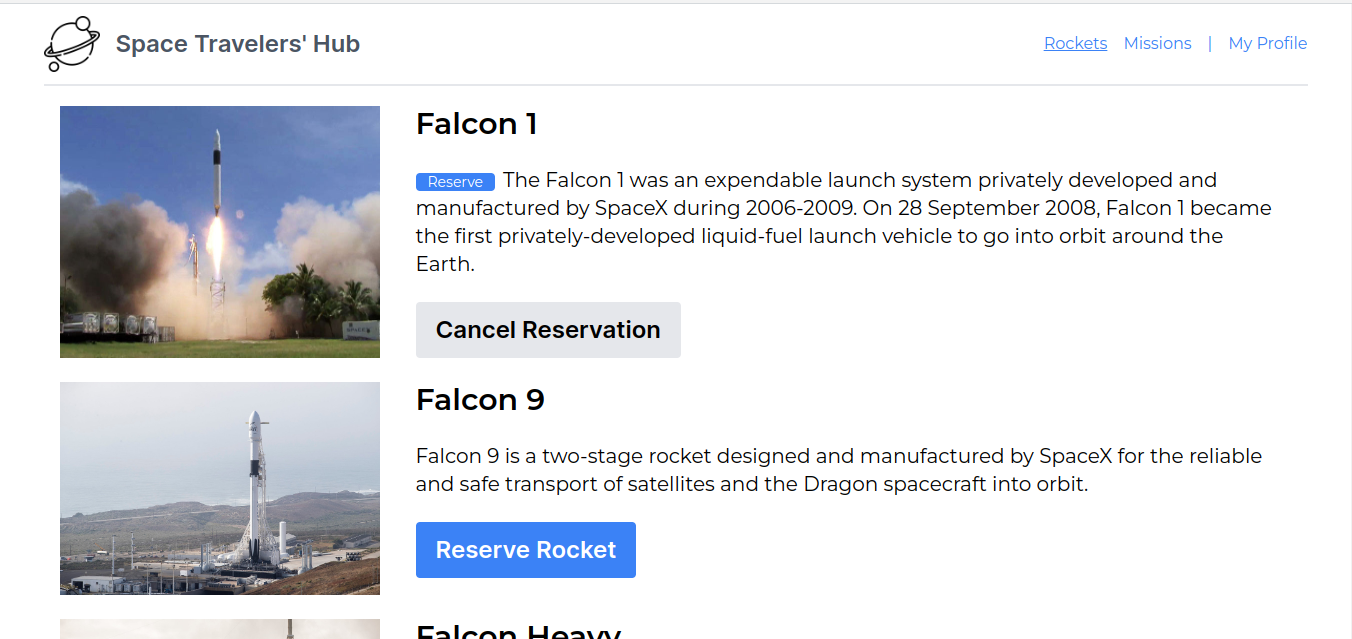 Space Travelers' Hub
Rockets Missions | My Profile
Falcon 1
Reserve The Falcon 1 was an expendable launch system privately developed and
manufactured by SpaceX during 2006-2009. On 28 September 2008, Falcon 1 became
the first privately-developed liquid-fuel launch vehicle to go into orbit around the
Earth.
Cancel Reservation
Falcon 9
Falcon 9 is a two-stage rocket designed and manufactured by SpaceX for the reliable
and safe transport of satellites and the Dragon spacecraft into orbit.
Reserve Rocket
Falcon Heavy